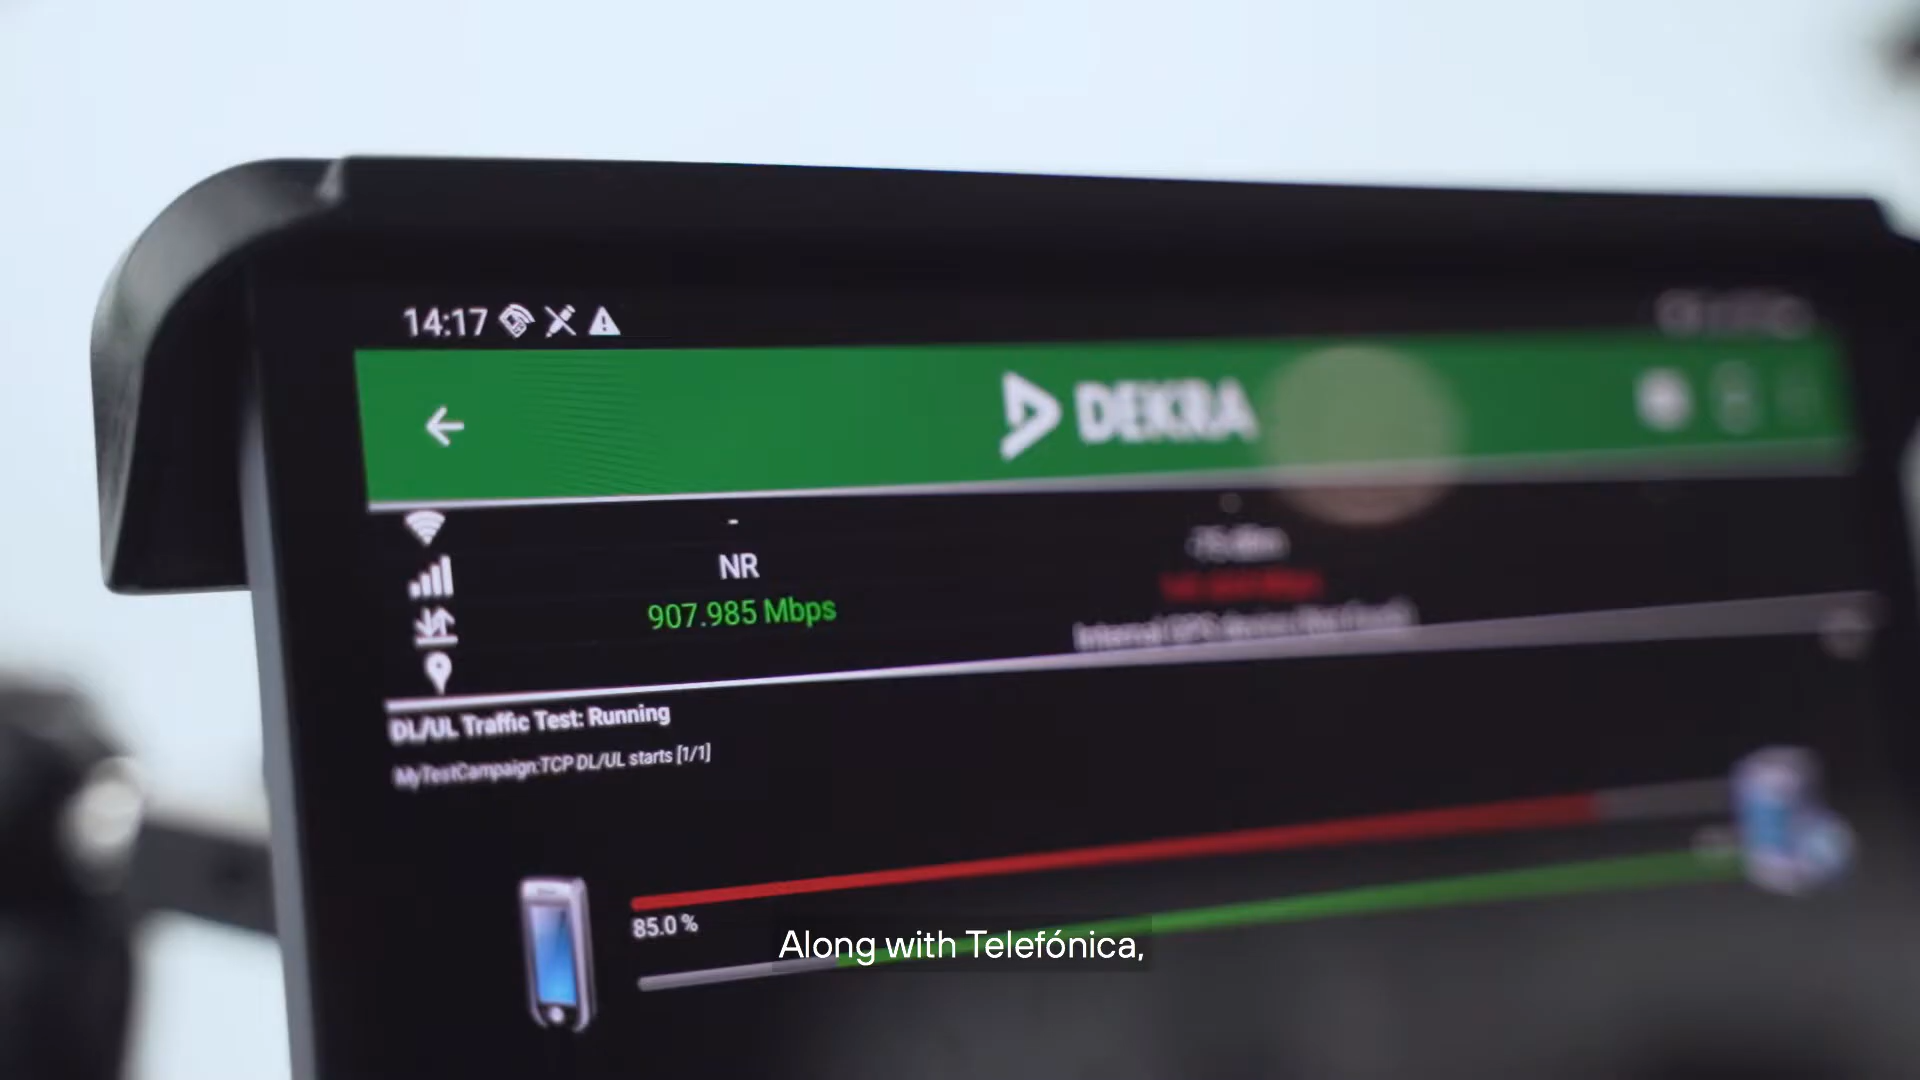 14:17
DEKRA
-
NR
907.985 Mbps
DL/UL Traffic Test: Running
MyTestCampaign:TCP DL/UL starts [1/1]
85.0 %
Along with Telefónica,